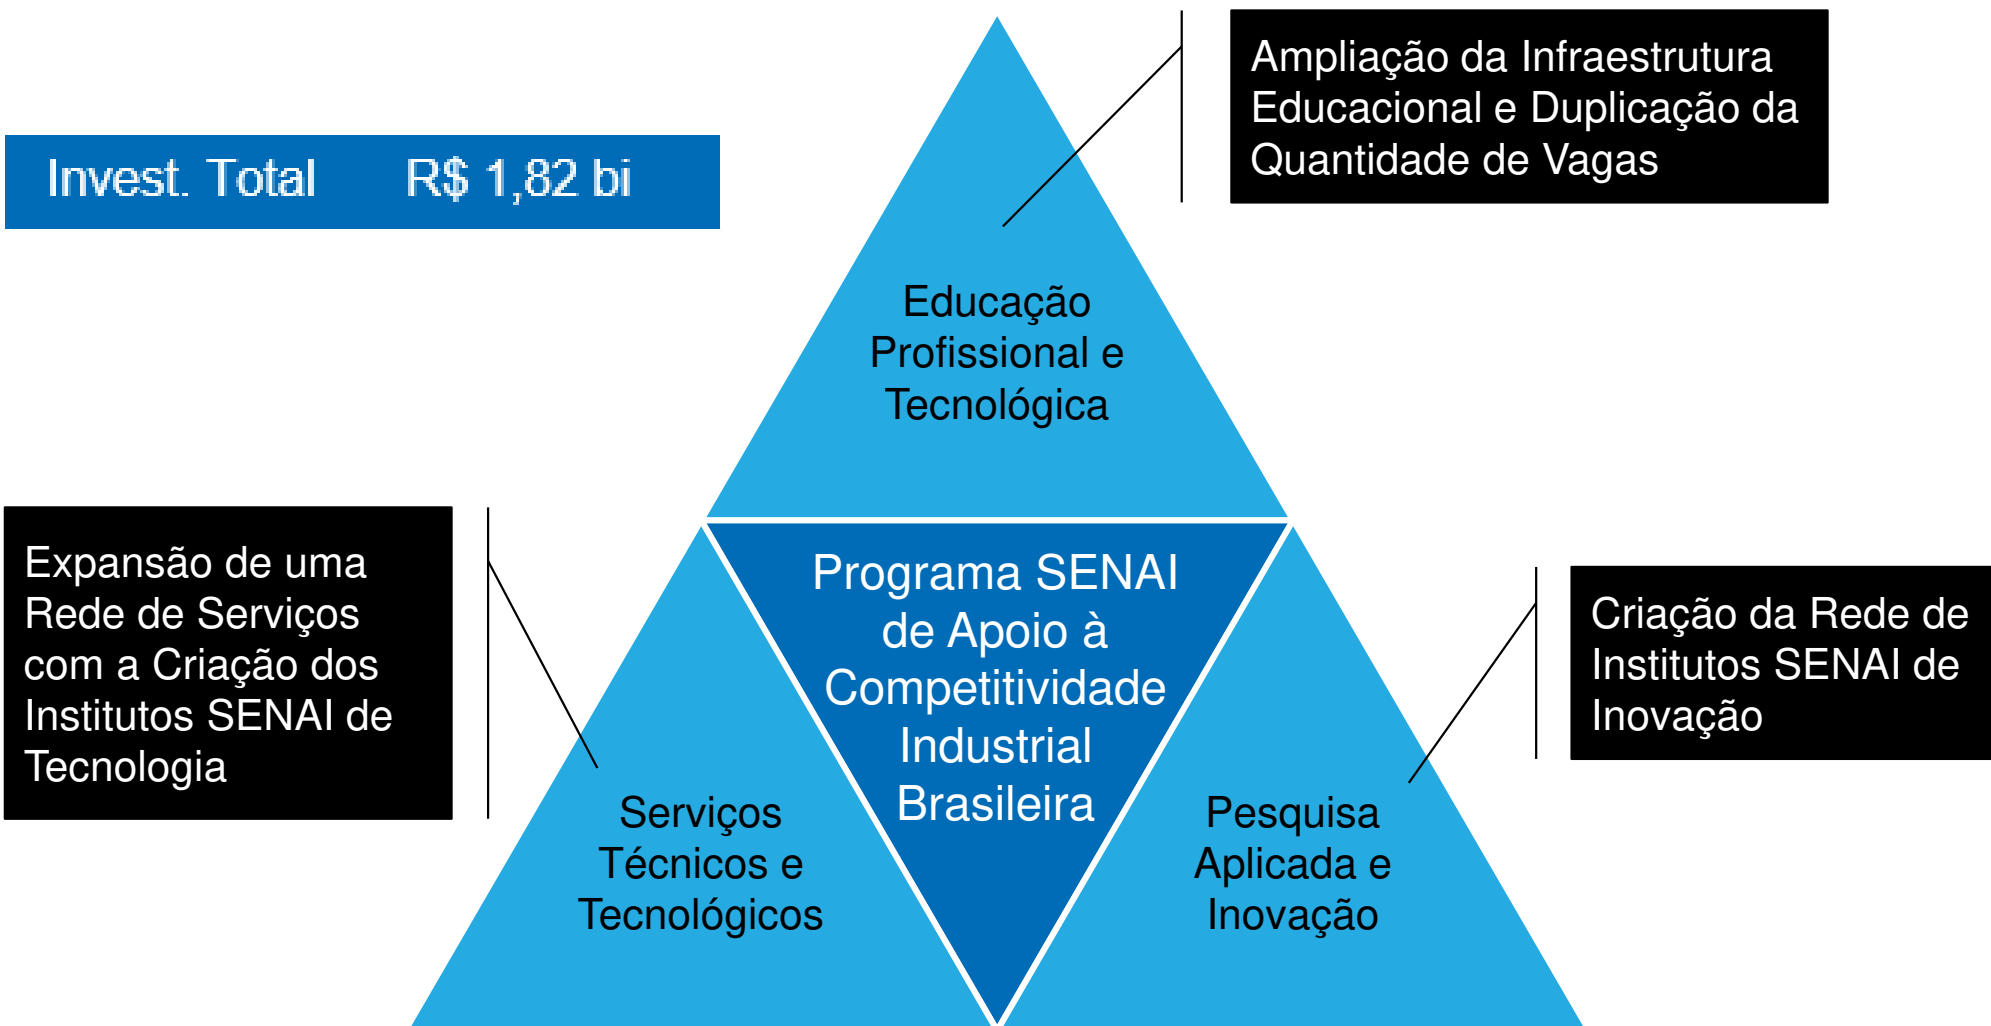 Ampliação da Infraestrutura
Educacional e Duplicação da
Quantidade de Vagas
Invest. Total R$ 1,82 bi
Educação
Profissional e
Tecnológica
Expansão de uma
Rede de Serviços
com a Criação dos
Institutos SENAI de
Tecnologia
Programa SENAI
de Apoio à
Competitividade
Industrial
Brasileira
Criação da Rede de
Institutos SENAI de
Inovação
Serviços
Técnicos e
Tecnológicos
Pesquisa
Aplicada e
Inovação